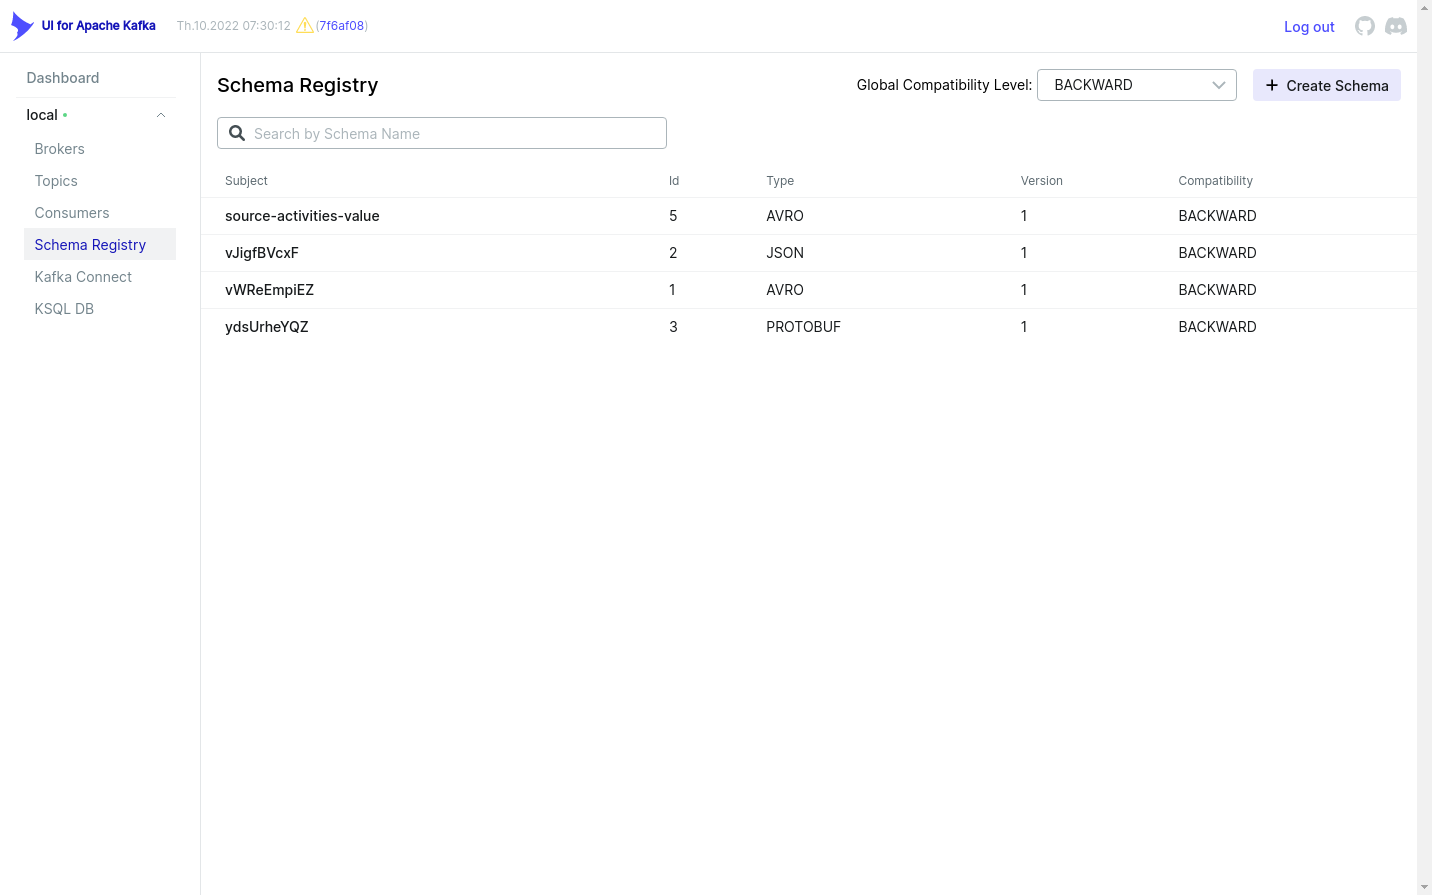 UI for Apache Kafka Th.10.2022 07:30:12 (7f6af08) Log out
Dashboard
local
Brokers
Topics
Consumers
Schema Registry
Kafka Connect
KSQL DB
Schema Registry Global Compatibility Level: BACKWARD Create Schema
Search by Schema Name
Subject Id Type Version Compatibility
source-activities-value 5 AVRO 1 BACKWARD
vJigfBVcxF 2 JSON 1 BACKWARD
vWReEmpiEZ 1 AVRO 1 BACKWARD
ydsUrheYQZ 3 PROTOBUF 1 BACKWARD